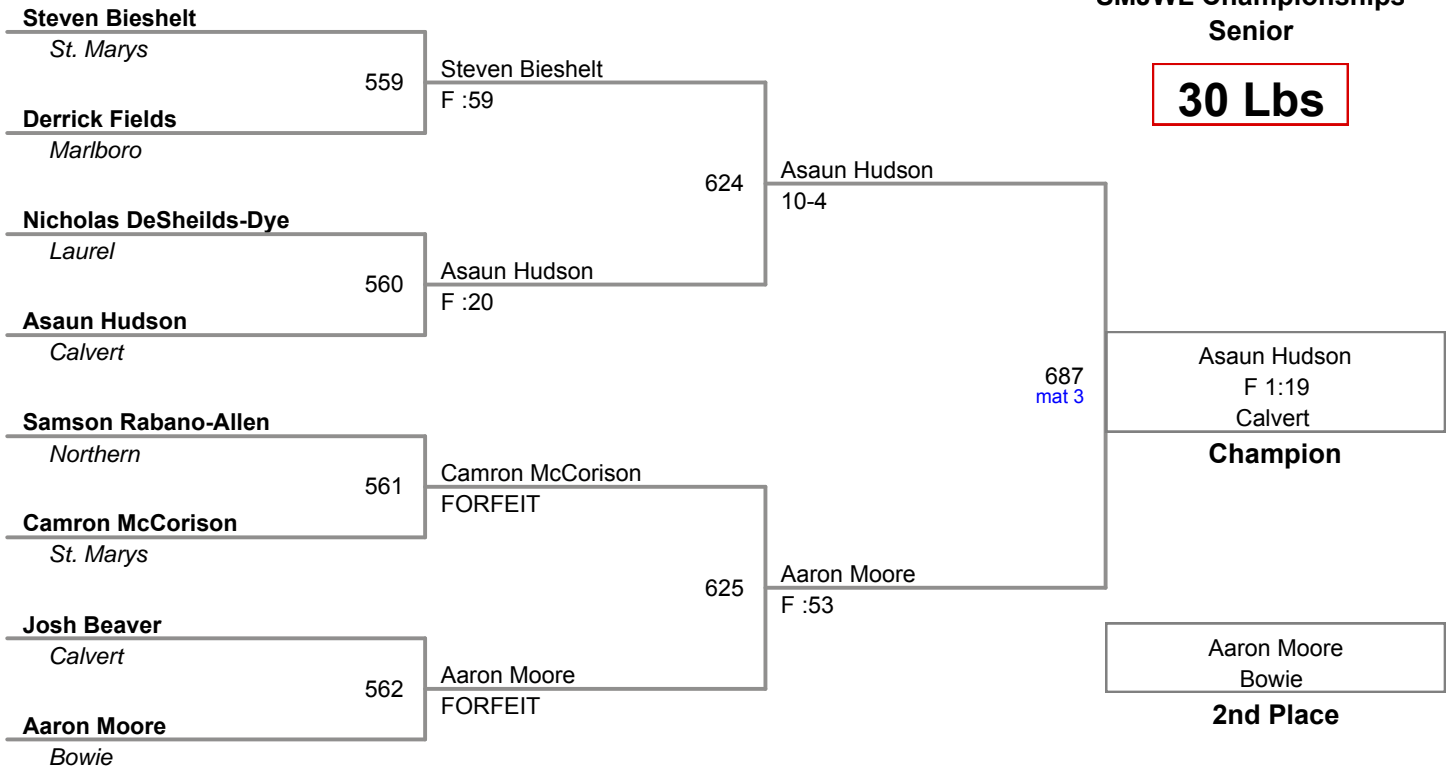 SMJWL Championships
Senior
30 Lbs
Steven Bieshelt
St. Marys
559
Derrick Fields
Marlboro
Steven Bieshelt
F :59
Nicholas DeSheilds-Dye
Laurel
560
Asaun Hudson
Calvert
Asaun Hudson
F :20
624
Asaun Hudson
10-4
Samson Rabano-Allen
Northern
561
Camron McCorison
St. Marys
Camron McCorison
FORFEIT
Josh Beaver
Calvert
562
Aaron Moore
Bowie
Aaron Moore
FORFEIT
625
Aaron Moore
F :53
687
mat 3
Asaun Hudson
F 1:19
Calvert
Champion
Aaron Moore
Bowie
2nd Place